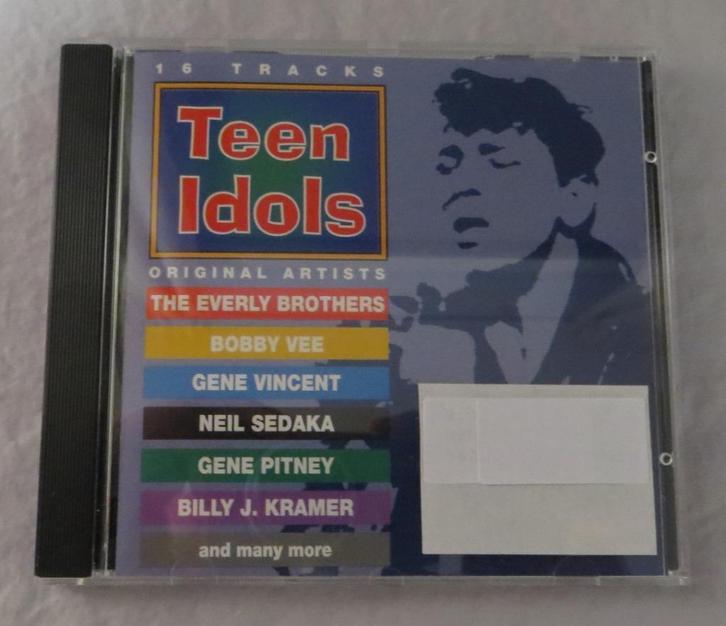 16 TRACKS
Teen
Idols
ORIGINAL ARTISTS
THE EVERLY BROTHERS
BOBBY VEE
GENE VINCENT
NEIL SEDAKA
GENE PITNEY
BILLY J. KRAMER
and many more